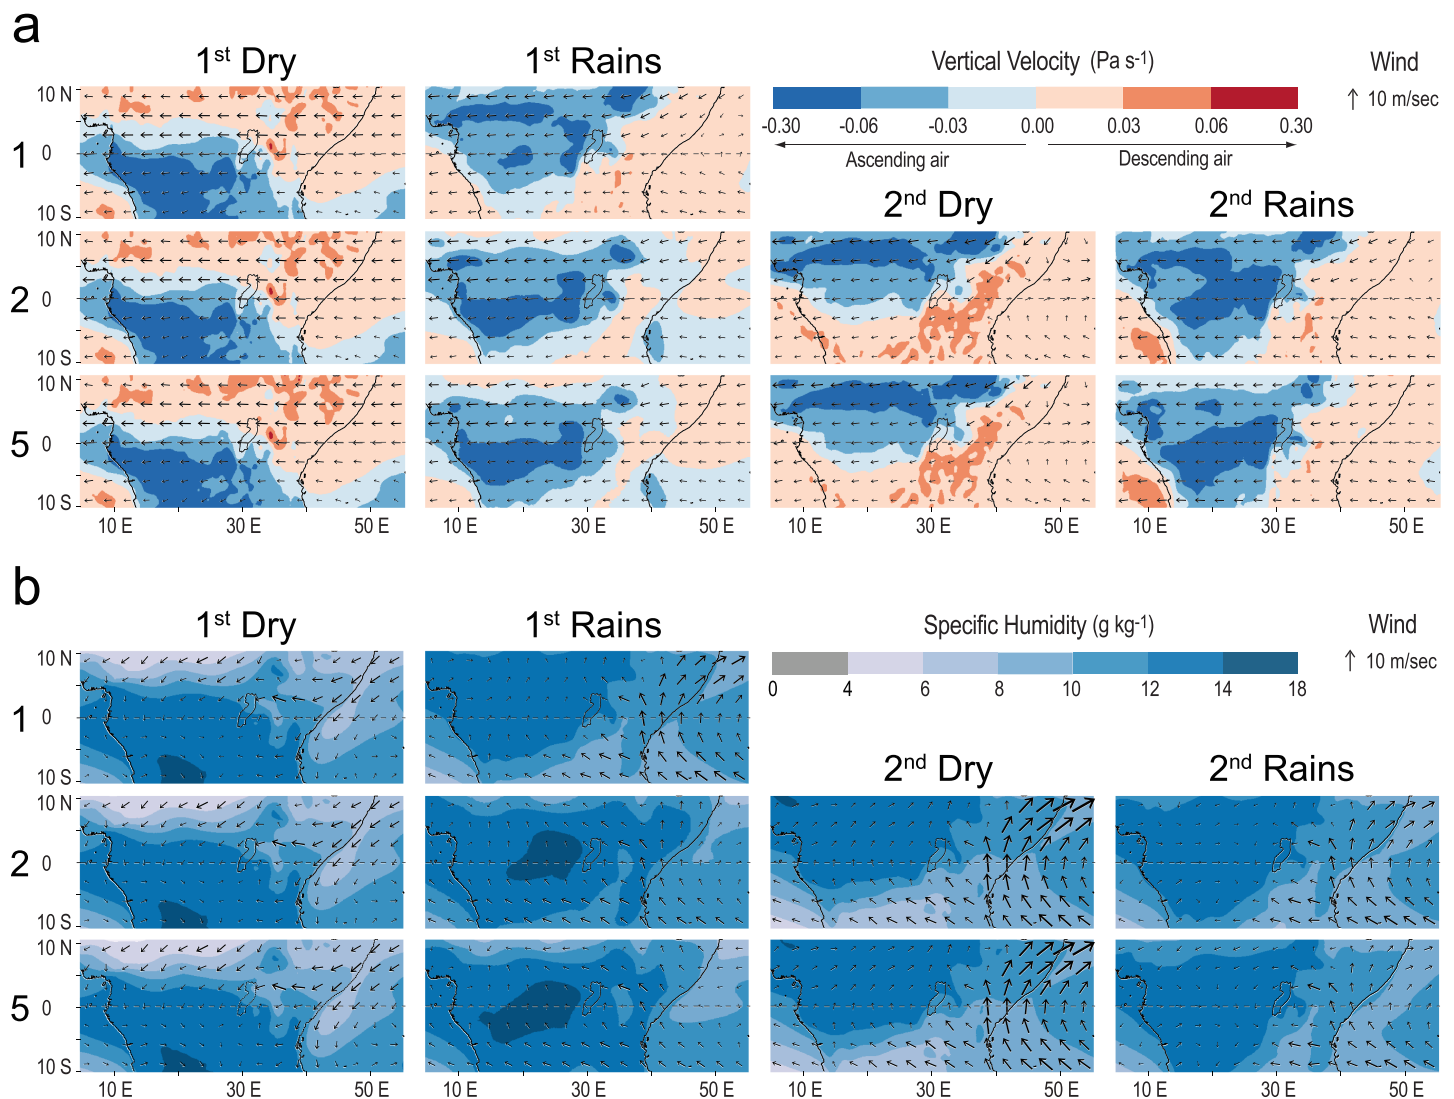 a
1st Dry
1st Rains
Vertical Velocity (Pa s-1)
Wind
10 m/sec
-0.30 -0.06 -0.03 0.00 0.03 0.06 0.30
Ascending air
Descending air
2nd Dry
2nd Rains
10 N
1 0
10 S
10 N
2 0
10 S
10 N
5 0
10 S
10 E 30 E 50 E
10 E 30 E 50 E
10 E 30 E 50 E
10 E 30 E 50 E
b
1st Dry
1st Rains
Specific Humidity (g kg-1)
Wind
10 m/sec
0 4 6 8 10 12 14 18
2nd Dry
2nd Rains
10 N
1 0
10 S
10 N
2 0
10 S
10 N
5 0
10 S
10 E 30 E 50 E
10 E 30 E 50 E
10 E 30 E 50 E
10 E 30 E 50 E